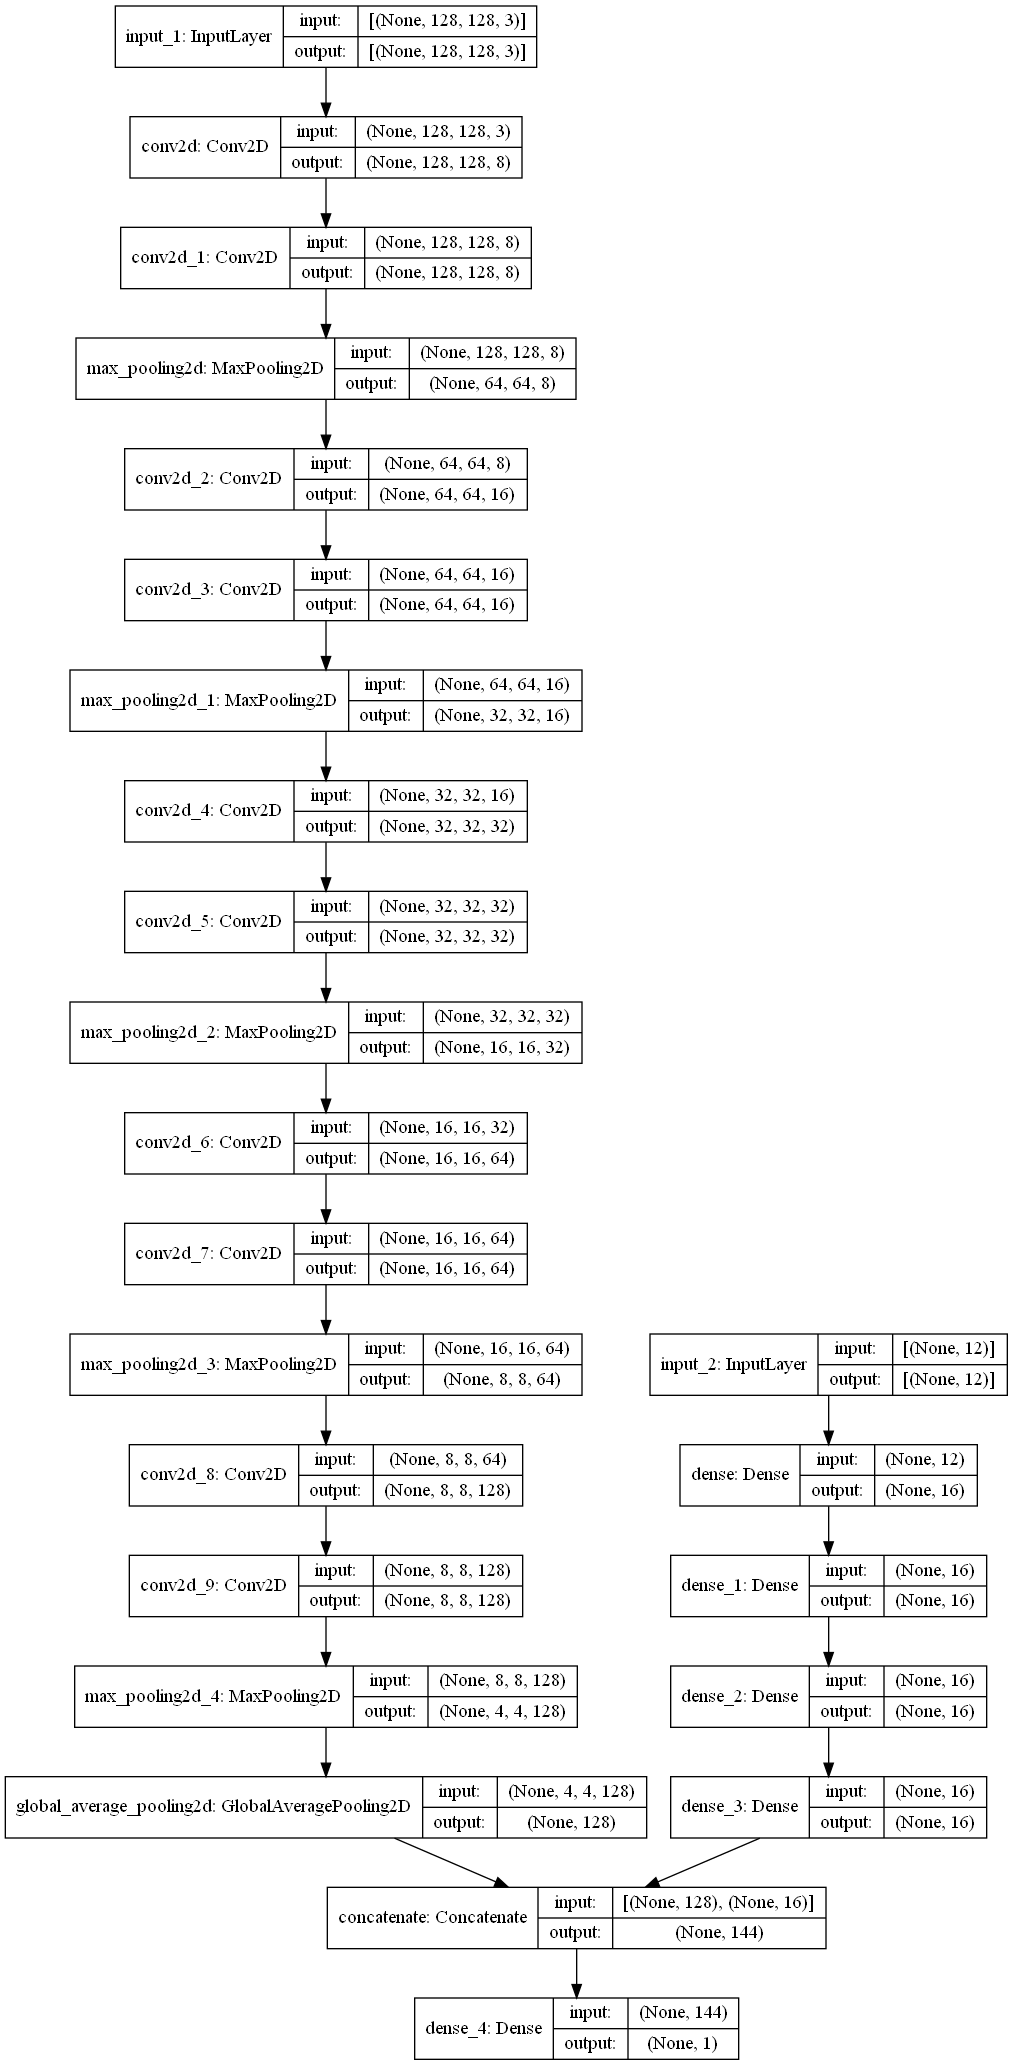 input_1: InputLayer
input: [(None, 128, 128, 3)]
output: [(None, 128, 128, 3)]
conv2d: Conv2D
input: (None, 128, 128, 3)
output: (None, 128, 128, 8)
conv2d_1: Conv2D
input: (None, 128, 128, 8)
output: (None, 128, 128, 8)
max_pooling2d: MaxPooling2D
input: (None, 128, 128, 8)
output: (None, 64, 64, 8)
conv2d_2: Conv2D
input: (None, 64, 64, 8)
output: (None, 64, 64, 16)
conv2d_3: Conv2D
input: (None, 64, 64, 16)
output: (None, 64, 64, 16)
max_pooling2d_1: MaxPooling2D
input: (None, 64, 64, 16)
output: (None, 32, 32, 16)
conv2d_4: Conv2D
input: (None, 32, 32, 16)
output: (None, 32, 32, 32)
conv2d_5: Conv2D
input: (None, 32, 32, 32)
output: (None, 32, 32, 32)
max_pooling2d_2: MaxPooling2D
input: (None, 32, 32, 32)
output: (None, 16, 16, 32)
conv2d_6: Conv2D
input: (None, 16, 16, 32)
output: (None, 16, 16, 64)
conv2d_7: Conv2D
input: (None, 16, 16, 64)
output: (None, 16, 16, 64)
max_pooling2d_3: MaxPooling2D
input: (None, 16, 16, 64)
output: (None, 8, 8, 64)
input_2: InputLayer
input: [(None, 12)]
output: [(None, 12)]
conv2d_8: Conv2D
input: (None, 8, 8, 64)
output: (None, 8, 8, 128)
dense: Dense
input: (None, 12)
output: (None, 16)
conv2d_9: Conv2D
input: (None, 8, 8, 128)
output: (None, 8, 8, 128)
dense_1: Dense
input: (None, 16)
output: (None, 16)
max_pooling2d_4: MaxPooling2D
input: (None, 8, 8, 128)
output: (None, 4, 4, 128)
dense_2: Dense
input: (None, 16)
output: (None, 16)
global_average_pooling2d: GlobalAveragePooling2D
input: (None, 4, 4, 128)
output: (None, 128)
dense_3: Dense
input: (None, 16)
output: (None, 16)
concatenate: Concatenate
input: [(None, 128), (None, 16)]
output: (None, 144)
dense_4: Dense
input: (None, 144)
output: (None, 1)